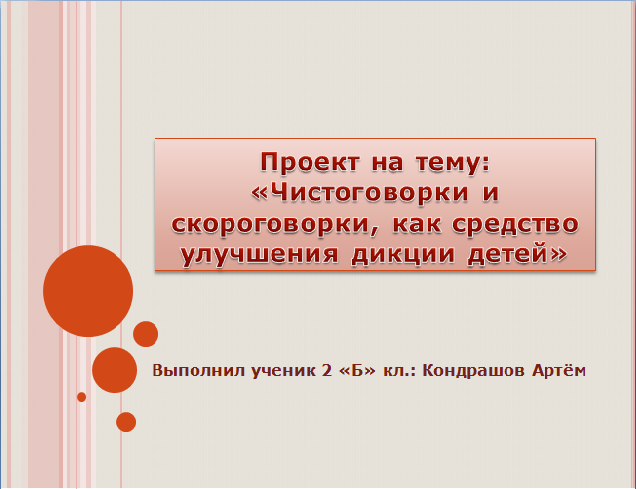 Проект на тему:
«Чистоговорки и
скороговорки, как средство
улучшения дикции детей»
Выполнил ученик 2 «Б» кл.: Кондрашов Артём